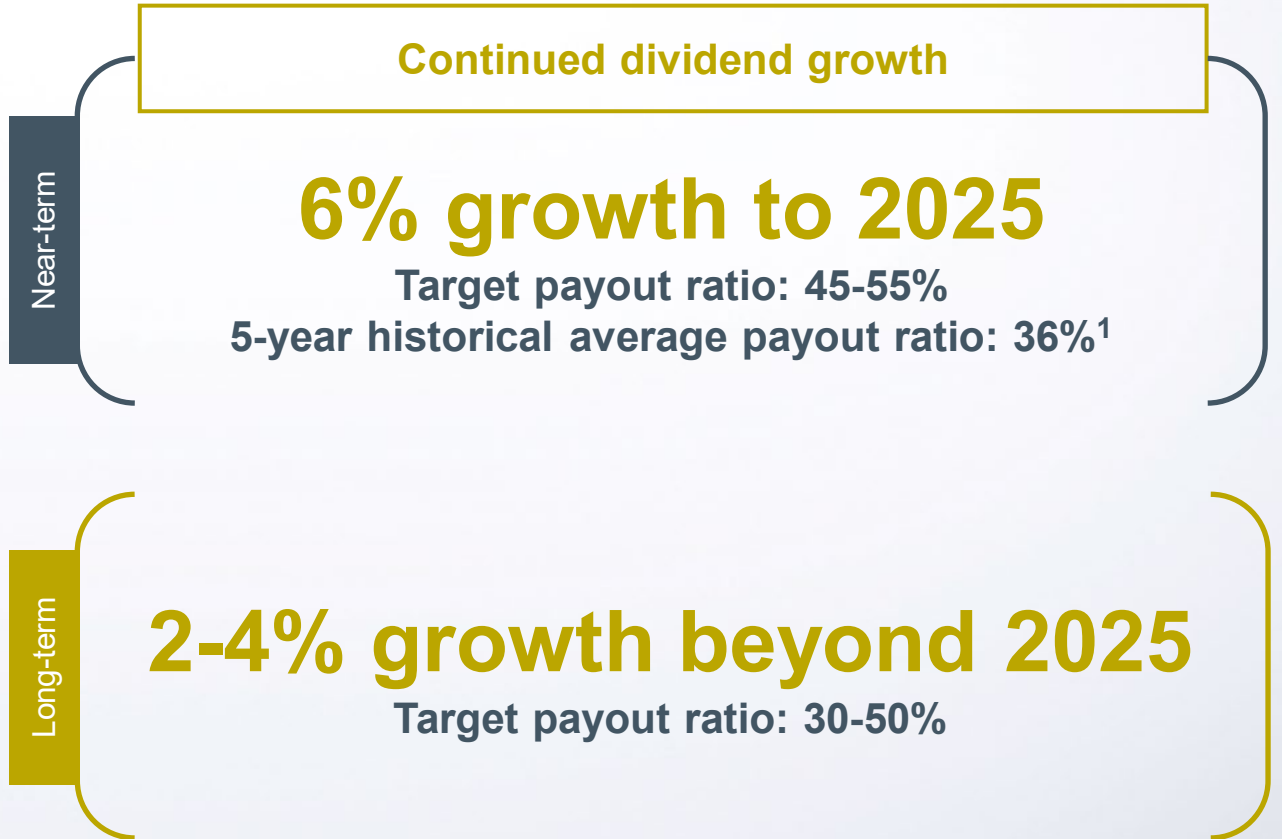 Continued dividend growth
Near-term
6% growth to 2025
Target payout ratio: 45-55%
5-year historical average payout ratio: 36%¹
Long-term
2-4% growth beyond 2025
Target payout ratio: 30-50%